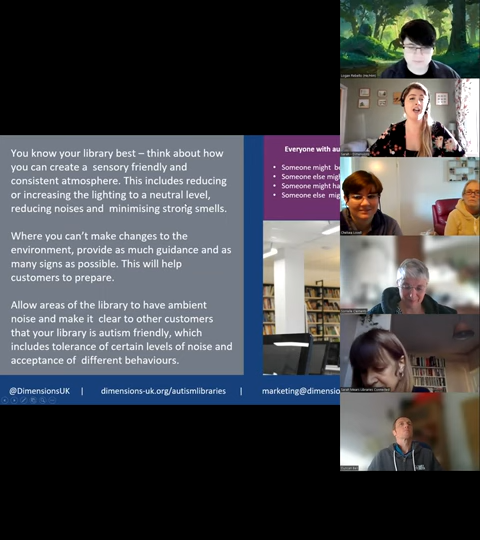 You know your library best – think about how
you can create a  sensory friendly and
consistent atmosphere. This includes reducing
or increasing the lighting to a neutral level,
reducing noises and  minimising strorlg smells.
Where you can't make changes to the
environment, provide as much guidance and as
many signs as possible. This will help
customers to prepare.
Allow areas of the library to have ambient
noise and make it  clear to other customers
that your library is autism friendly, which
includes tolerance of certain levels of noise and
acceptance of  different behaviours.
Everyone with au
• Someone might  b
• Someone else migh
• Someone might ha
• Someone else  mig
@DimensionsUK | dimensions-uk.org/autismlibraries | marketing@dimensio